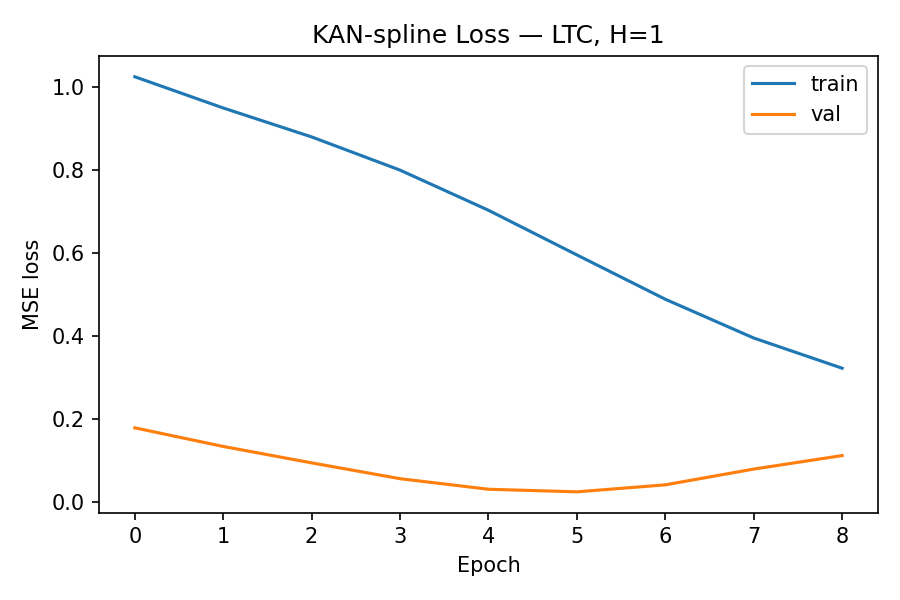 KAN-spline Loss — LTC, H=1
train
val
MSE loss
1.0
0.8
0.6
0.4
0.2
0.0
0 1 2 3 4 5 6 7 8
Epoch